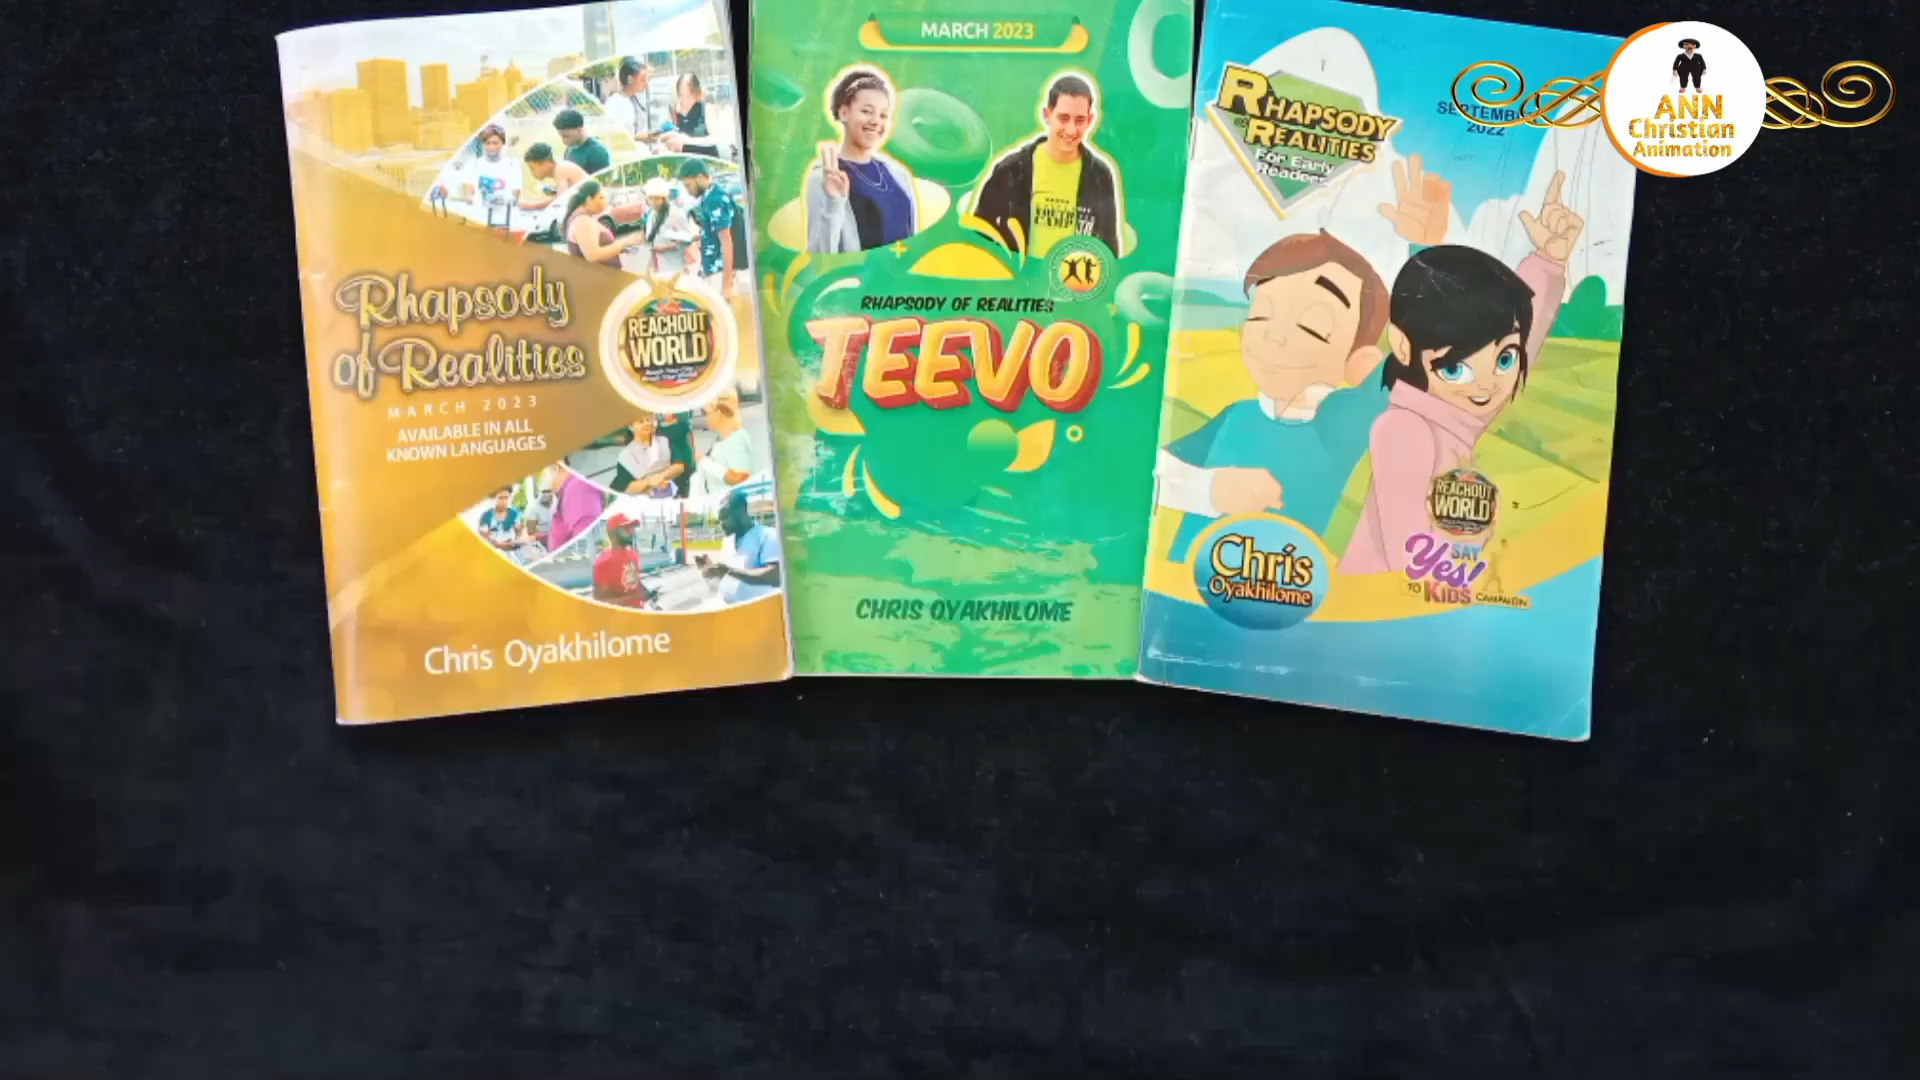 Rhapsody
of Realities
MARCH 2023
AVAILABLE IN ALL
KNOWN LANGUAGES
REACHOUT
WORLD
Chris Oyakhilome
MARCH 2023
RHAPSODY OF REALITIES
TEEVO
CHRIS OYAKHILOME
RHAPSODY
of REALITIES
For Early
Readers
2022
Chris
Oyakhilome
REACHOUT
WORLD
SAY
Yes!
TO KIDS CAMPAIGN
ANN
Christian
Animation